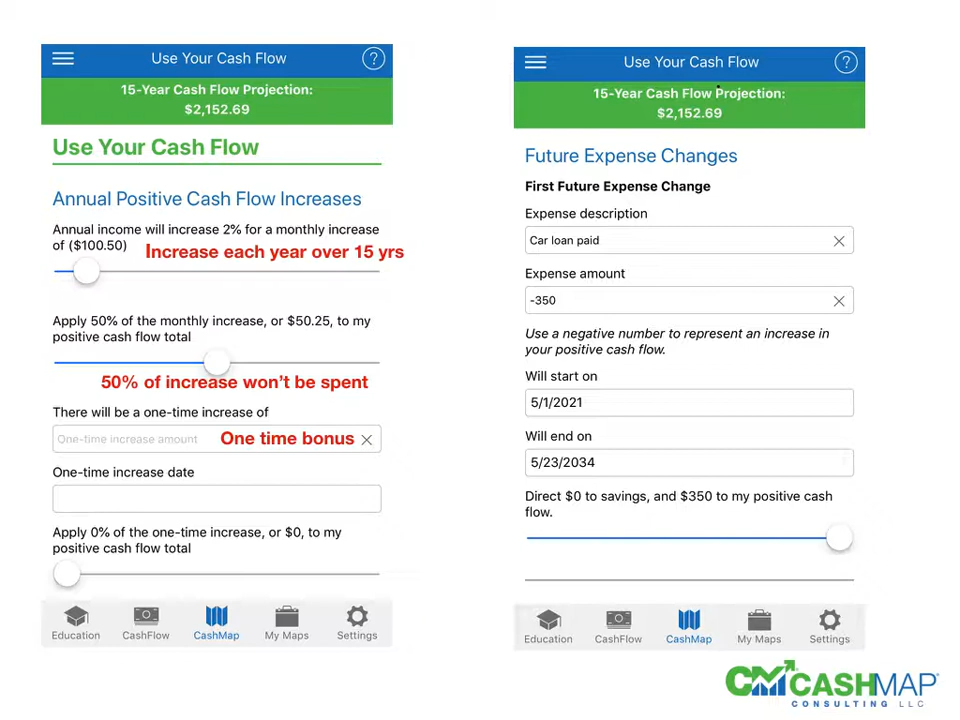 Use Your Cash Flow
?
15-Year Cash Flow Projection:
$2,152.69
Use Your Cash Flow
Annual Positive Cash Flow Increases
Annual income will increase 2% for a monthly increase
of ($100.50)
Increase each year over 15 yrs
Apply 50% of the monthly increase, or $50.25, to my
positive cash flow total
50% of increase won't be spent
There will be a one-time increase of
One-time increase amount
One time bonus
One-time increase date
Apply 0% of the one-time increase, or $0, to my
positive cash flow total
Education CashFlow CashMap My Maps Settings
Use Your Cash Flow
?
15-Year Cash Flow Projection:
$2,152.69
Future Expense Changes
First Future Expense Change
Expense description
Car loan paid
Expense amount
-350
Use a negative number to represent an increase in
your positive cash flow.
Will start on
5/1/2021
Will end on
5/23/2034
Direct $0 to savings, and $350 to my positive cash
flow.
Education CashFlow CashMap My Maps Settings
CM CASHMAP®
CONSULTING LLC